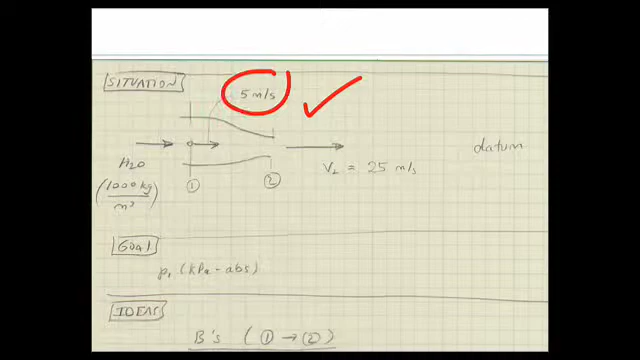 SITUATION
5 m/s
datum
H2O
V2 = 25 m/s
(1000 kg
m³)
① ②
GOAL
p1 (kPa-abs)
IDEAS
B's (① → ②)